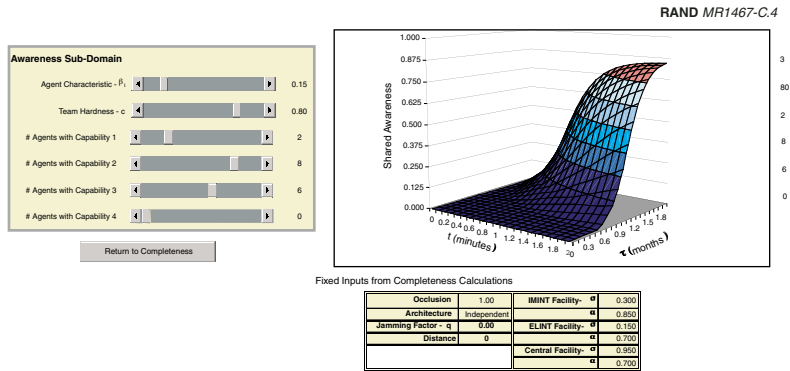 RAND MR1467-C.4
Awareness Sub-Domain
Agent Characteristic - β₁ 0.15
Team Hardness - c 0.80
# Agents with Capability 1 2
# Agents with Capability 2 8
# Agents with Capability 3 6
# Agents with Capability 4 0
Return to Completeness
Shared Awareness
1.000
0.875
0.750
0.625
0.500
0.375
0.250
0.125
0.000
0 0.2 0.4 0.6 0.8 1 1.2 1.4 1.6 1.8 2
t (minutes)
0 0.3 0.6 0.9 1.2 1.5 1.8
τ (months)
3
80
2
8
6
0
Fixed Inputs from Completeness Calculations
Occlusion 1.00 IMINT Facility- σ 0.300
Architecture Independent α 0.850
Jamming Factor - q 0.00 ELINT Facility- σ 0.150
Distance 0 α 0.700
Central Facility- σ 0.950
α 0.700